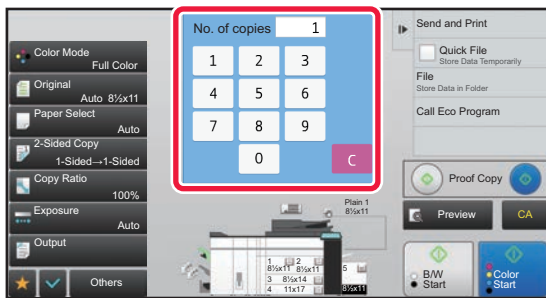 Color Mode
Full Color
Original
Auto 8½x11
Paper Select
Auto
2-Sided Copy
1-Sided→1-Sided
Copy Ratio
100%
Exposure
Auto
Output
Others
No. of copies 1
1 2 3
4 5 6
7 8 9
0 C
Plain 1
8½x11
1 2
8½x11 8½x11
3 8½x14
4 11x17
5
8½x11
Send and Print
Quick File
Store Data Temporarily
File
Store Data in Folder
Call Eco Program
Proof Copy
Preview
CA
B/W
Start
Color
Start